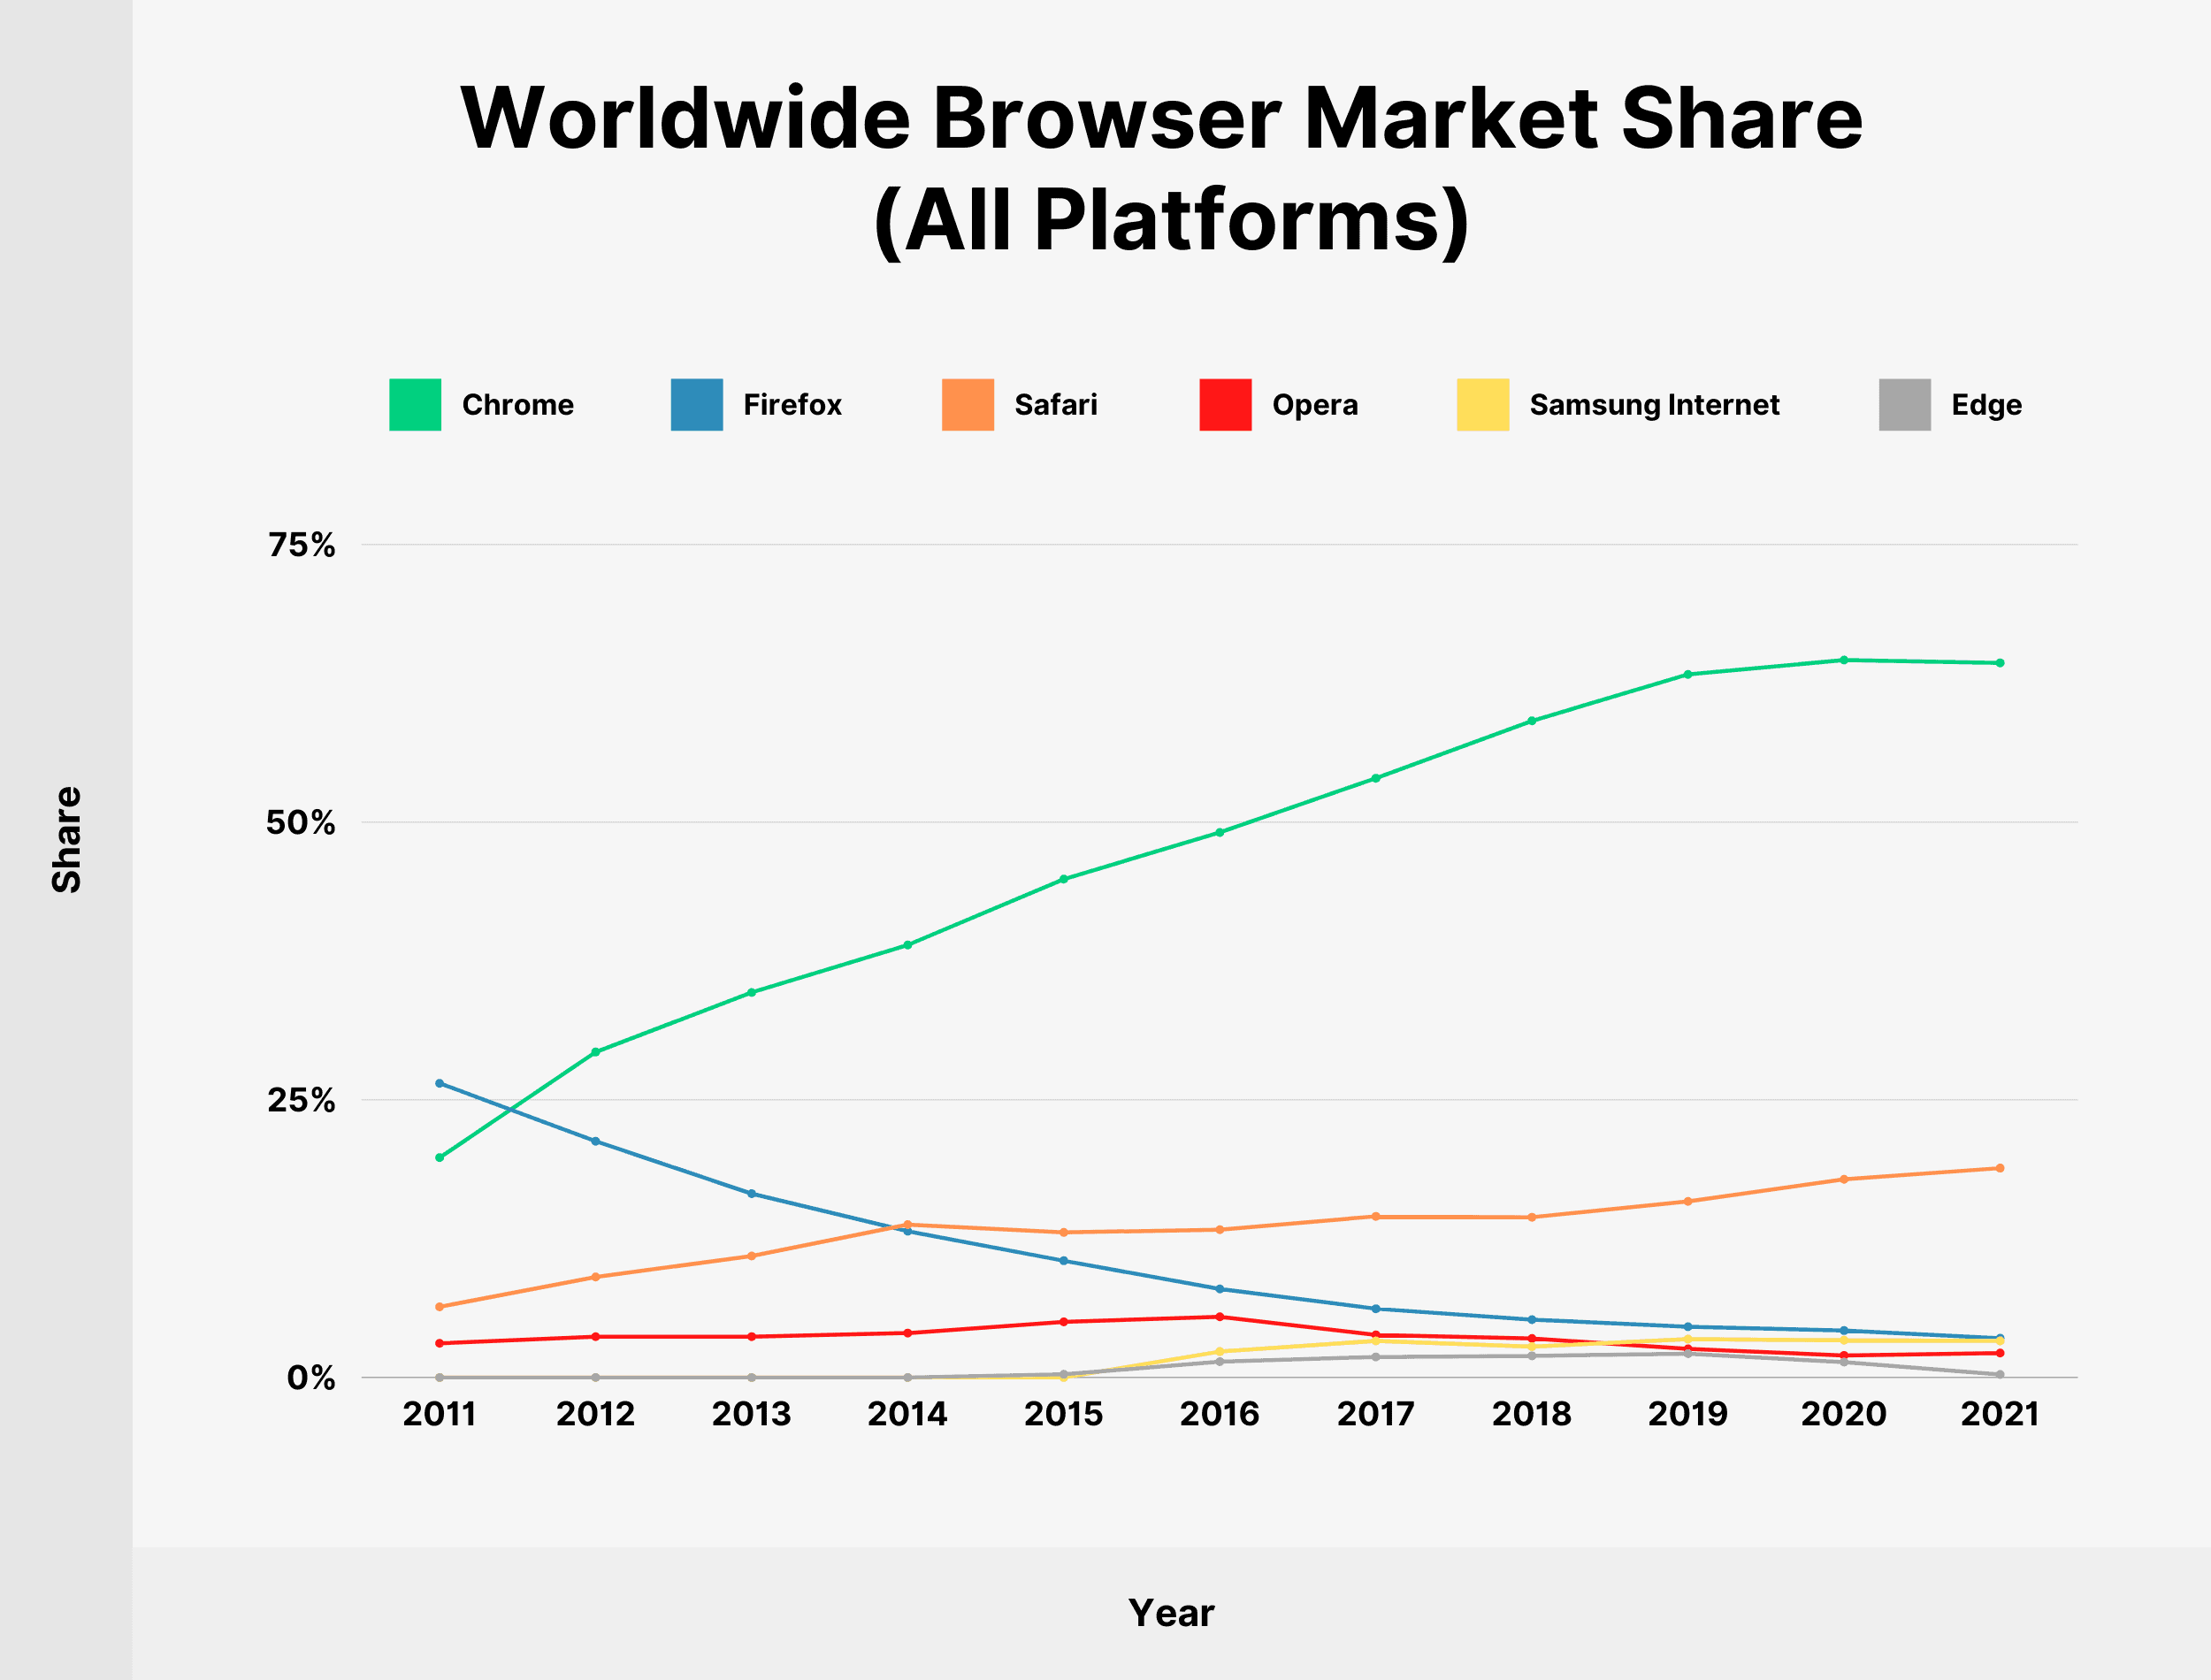 Worldwide Browser Market Share
(All Platforms)
Chrome
Firefox
Safari
Opera
Samsung Internet
Edge
Share
75%
50%
25%
0%
2011
2012
2013
2014
2015
2016
2017
2018
2019
2020
2021
Year